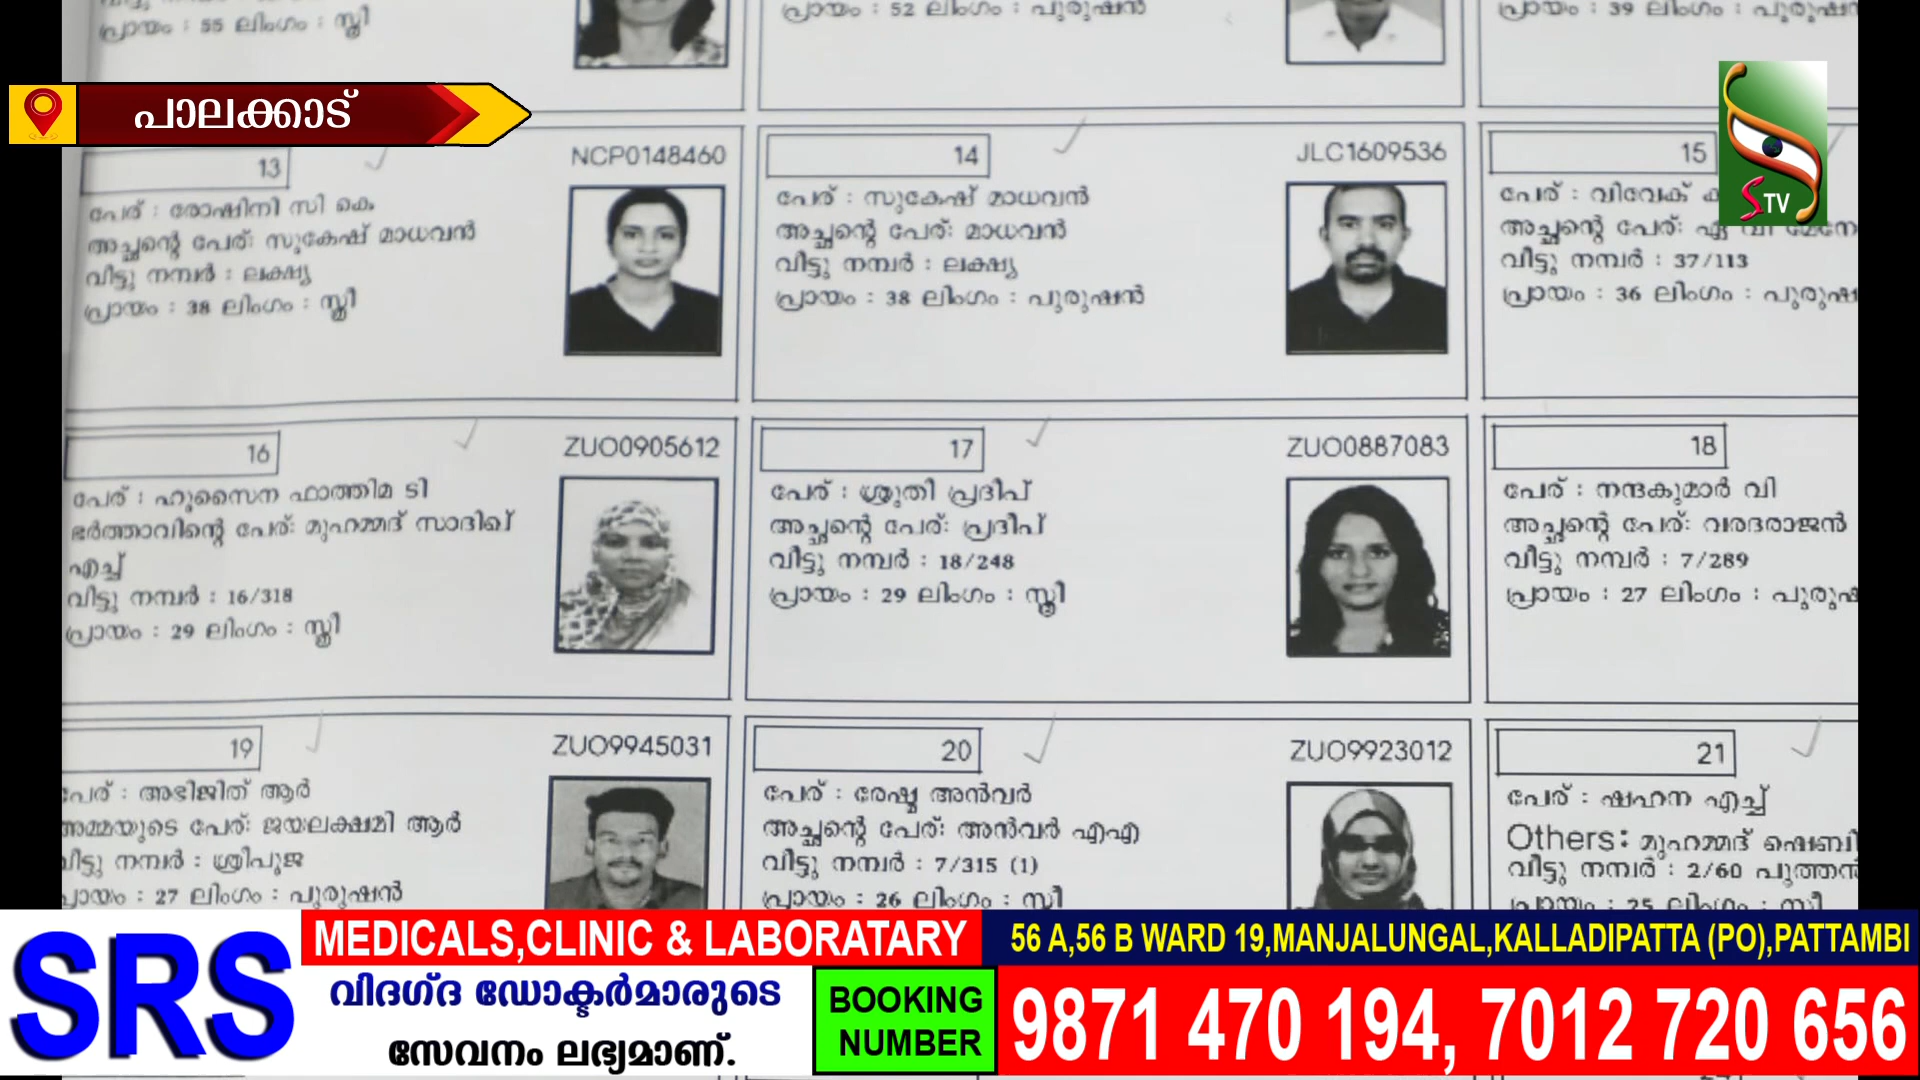 പ്രായം : 55 ലിംഗം : സ്ത്രീ
പ്രായം : 52 ലിംഗം : പുരുഷൻ
പ്രായം : 39 ലിംഗം :
പാലക്കാട്
STV
13
NCP0148460
പേര് : രോഷിനി സി കെ
അച്ഛന്റെ പേര്: സുകേഷ് മാധവൻ
വീട്ടു നമ്പർ : ലക്ഷ്യ
പ്രായം : 38 ലിംഗം : സ്ത്രീ
14
JLC1609536
പേര് : സുകേഷ് മാധവൻ
അച്ഛന്റെ പേര്: മാധവൻ
വീട്ടു നമ്പർ : ലക്ഷ്യ
പ്രായം : 38 ലിംഗം : പുരുഷൻ
15
പേര് : വിവേക്
അച്ഛന്റെ പേര്:
വീട്ടു നമ്പർ : 37/113
പ്രായം : 36 ലിംഗം :
16
ZUO0905612
പേര് : ഹുസൈന ഫാത്തിമ ടി
ഭർത്താവിന്റെ പേര്: മുഹമ്മദ് സാദിഖ്
എച്ച്
വീട്ടു നമ്പർ : 16/318
പ്രായം : 29 ലിംഗം : സ്ത്രീ
17
ZUO0887083
പേര് : ശ്രുതി പ്രദീപ്
അച്ഛന്റെ പേര്: പ്രദീപ്
വീട്ടു നമ്പർ : 18/248
പ്രായം : 29 ലിംഗം : സ്ത്രീ
18
പേര് : നന്ദകുമാർ വി
അച്ഛന്റെ പേര്: വരദരാജൻ
വീട്ടു നമ്പർ : 7/289
പ്രായം : 27 ലിംഗം :
19
ZUO9945031
പേര് : അഭിജിത് ആർ
അമ്മയുടെ പേര്: ജയലക്ഷമി ആർ
വീട്ടു നമ്പർ : ശ്രീപൂജ
പ്രായം : 27 ലിംഗം : പുരുഷൻ
20
ZUO9923012
പേര് : രേഷ്മ അൻവർ
അച്ഛന്റെ പേര്: അൻവർ എഎ
വീട്ടു നമ്പർ : 7/315 (1)
പ്രായം : 26 ലിംഗം : സ്ത്രീ
21
പേര് : ഷഹന എച്ച്
Others: മുഹമ്മദ്
വീട്ടു നമ്പർ : 2/60
പ്രായം : 25 ലിംഗം : സ്ത്രീ
SRS
MEDICALS,CLINIC & LABORATARY
56 A,56 B WARD 19,MANJALUNGAL,KALLADIPATTA (PO),PATTAMBI
വിദഗ്ദ ഡോക്ടർമാരുടെ
സേവനം ലഭ്യമാണ്.
BOOKING
NUMBER
9871 470 194, 7012 720 656